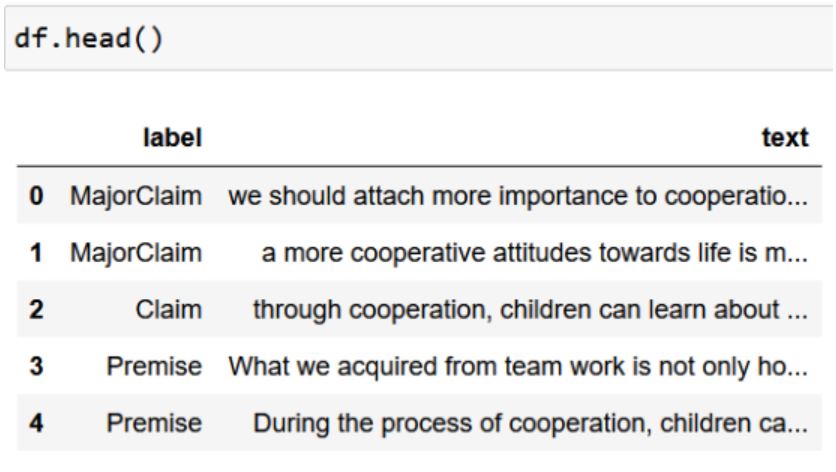 df.head()
label text
0 MajorClaim we should attach more importance to cooperatio...
1 MajorClaim a more cooperative attitudes towards life is m...
2 Claim through cooperation, children can learn about ...
3 Premise What we acquired from team work is not only ho...
4 Premise During the process of cooperation, children ca...